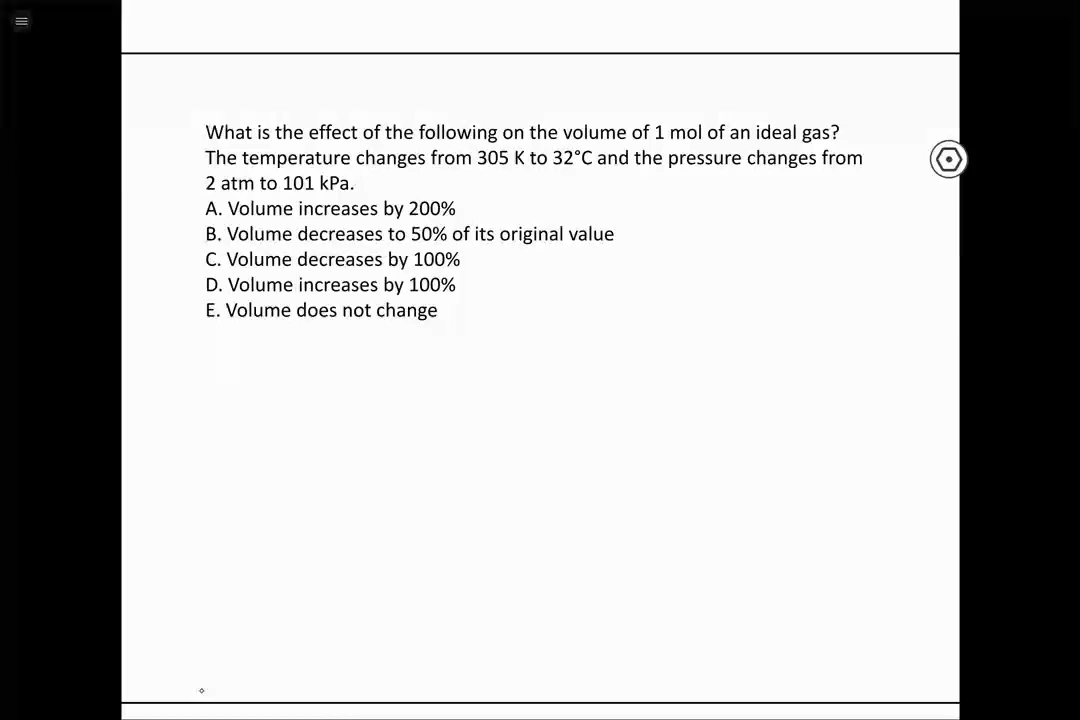 What is the effect of the following on the volume of 1 mol of an ideal gas?
The temperature changes from 305 K to 32°C and the pressure changes from
2 atm to 101 kPa.
A. Volume increases by 200%
B. Volume decreases to 50% of its original value
C. Volume decreases by 100%
D. Volume increases by 100%
E. Volume does not change